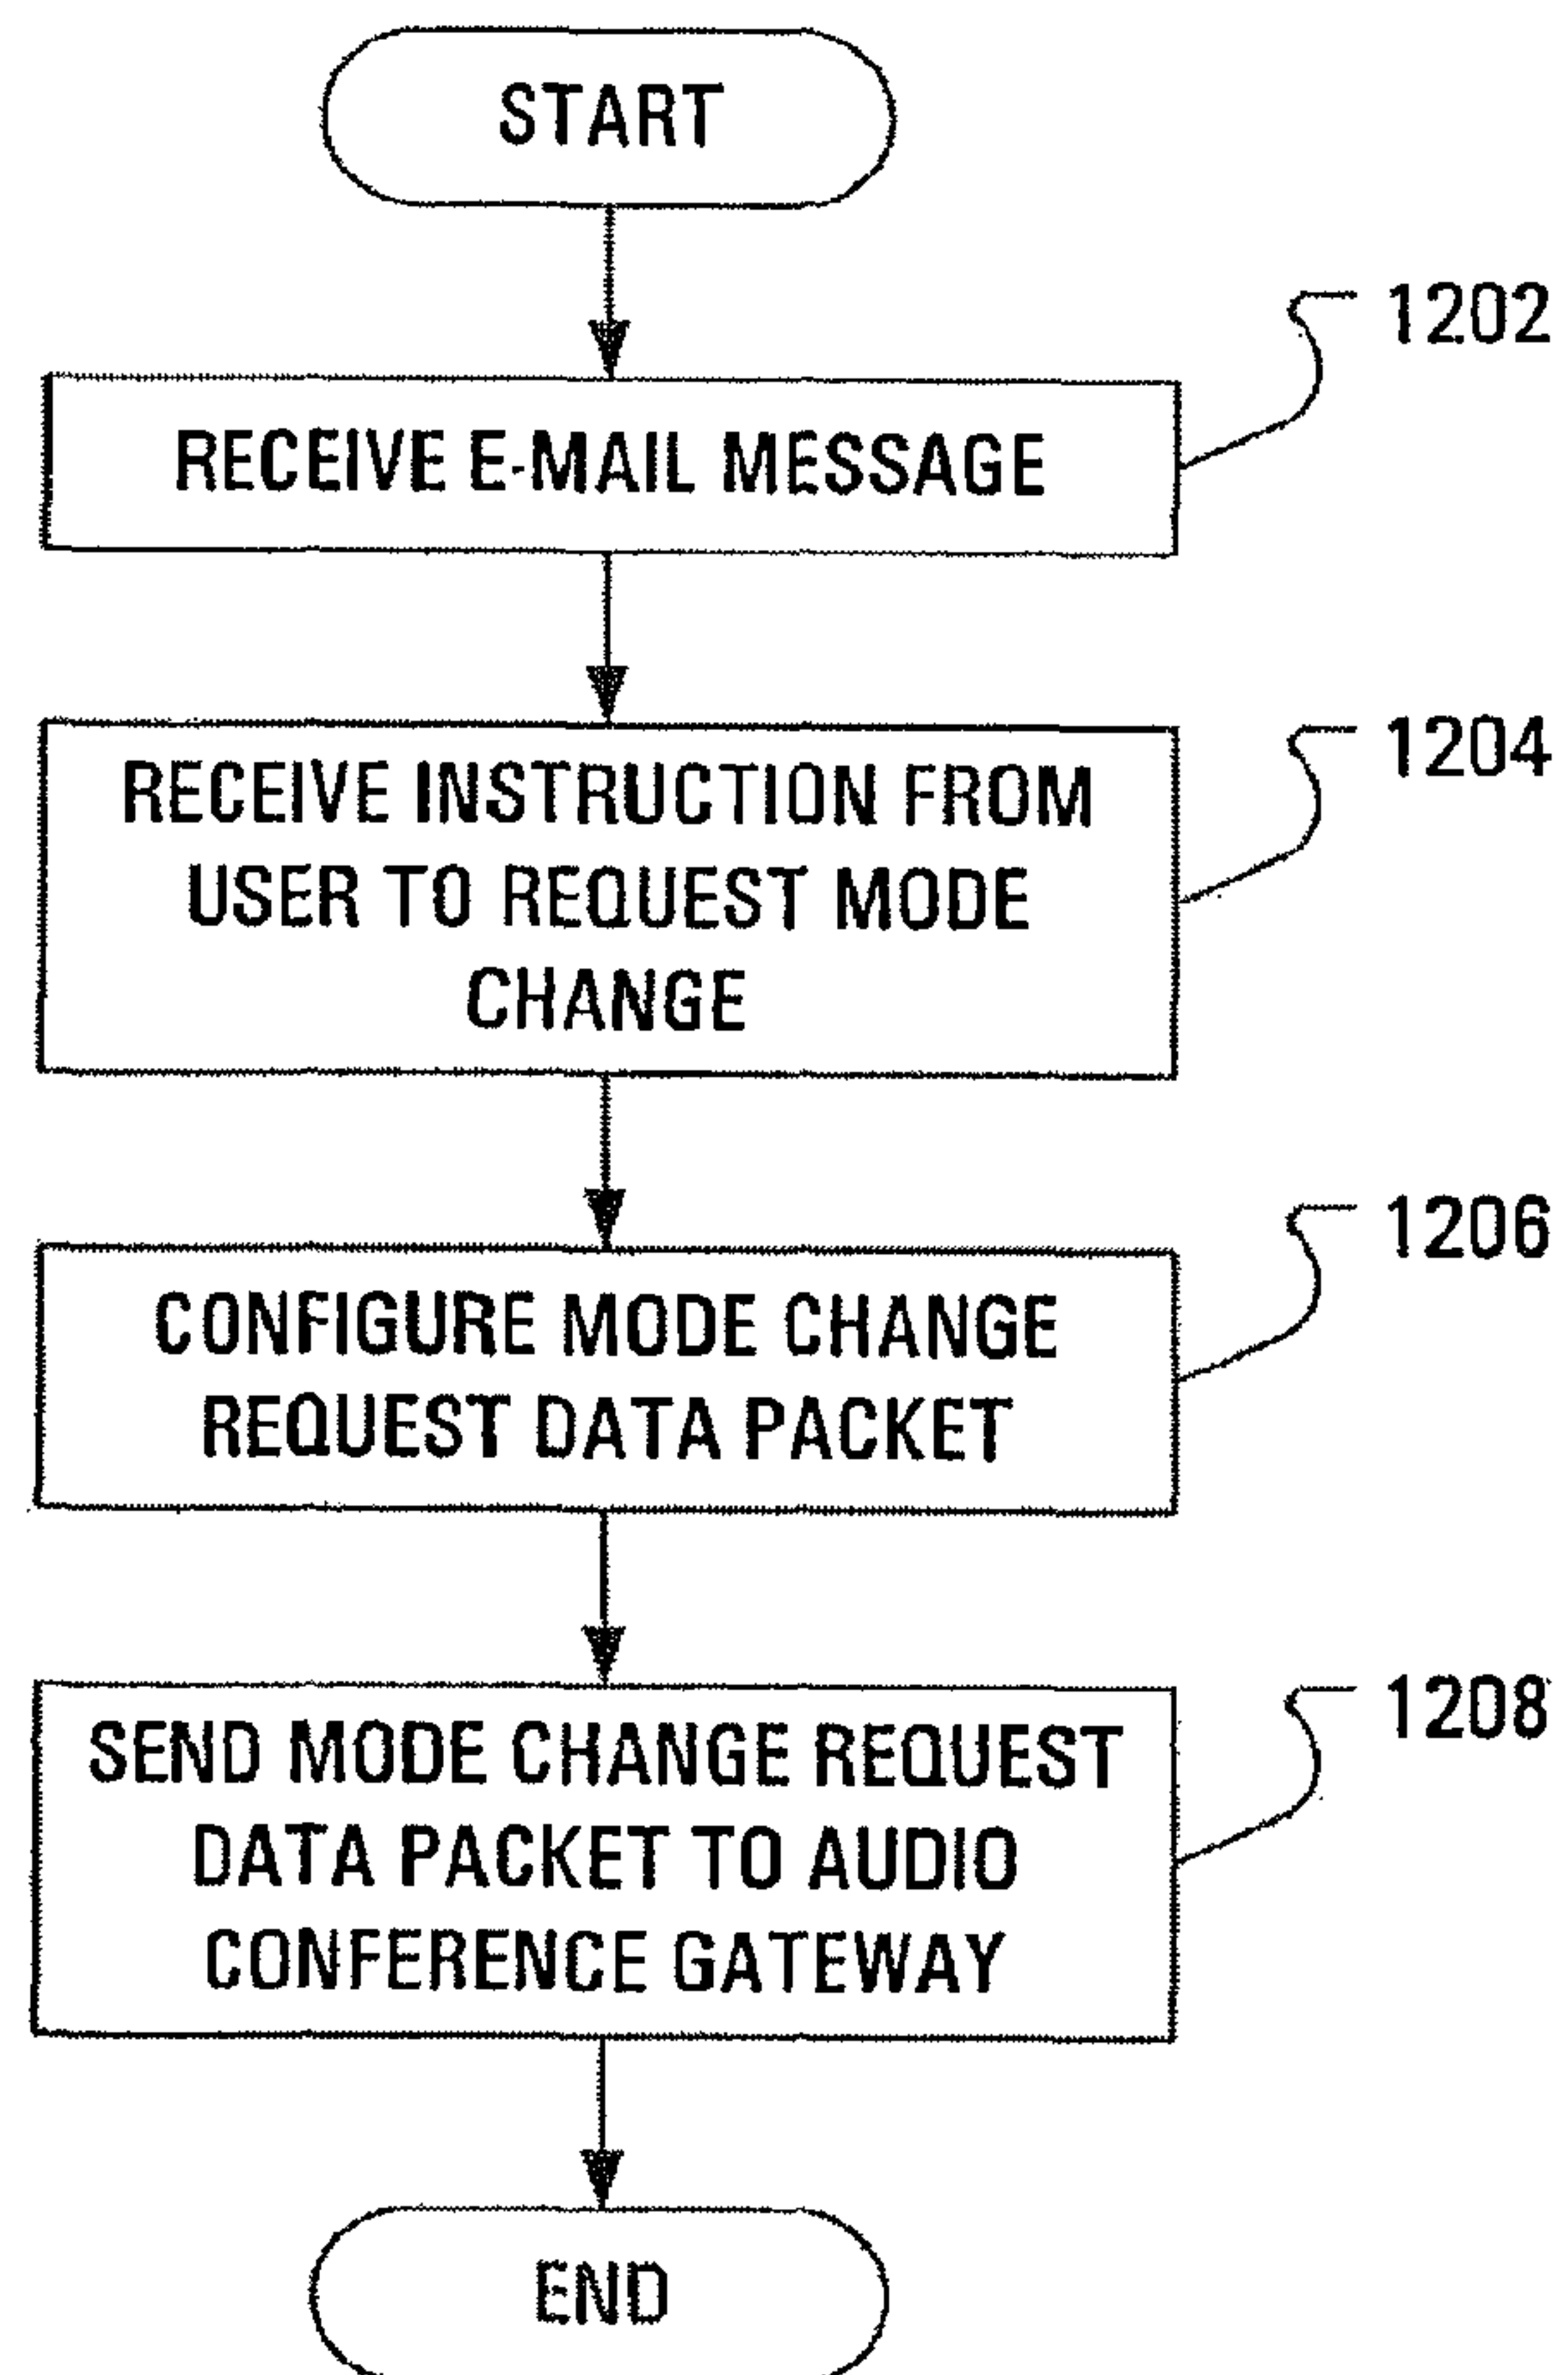 START
1202
RECEIVE E-MAIL MESSAGE
1204
RECEIVE INSTRUCTION FROM
USER TO REQUEST MODE
CHANGE
1206
CONFIGURE MODE CHANGE
REQUEST DATA PACKET
1208
SEND MODE CHANGE REQUEST
DATA PACKET TO AUDIO
CONFERENCE GATEWAY
END